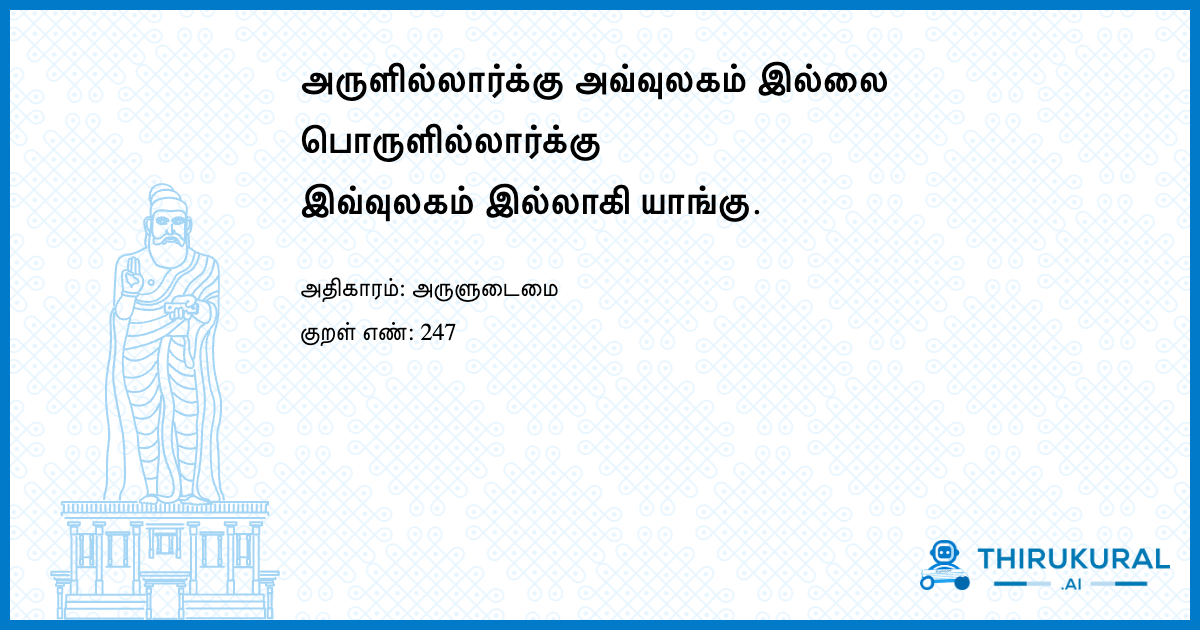 அருளில்லார்க்கு அவ்வுலகம் இல்லை
பொருளில்லார்க்கு
இவ்வுலகம் இல்லாகி யாங்கு.
அதிகாரம்: அருளுடைமை
குறள் எண்: 247
THIRUKURAL
.AI